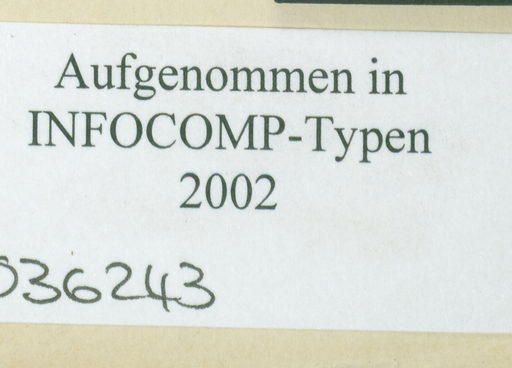 Aufgenommen in
INFOCOMP-Typen
2002
036243